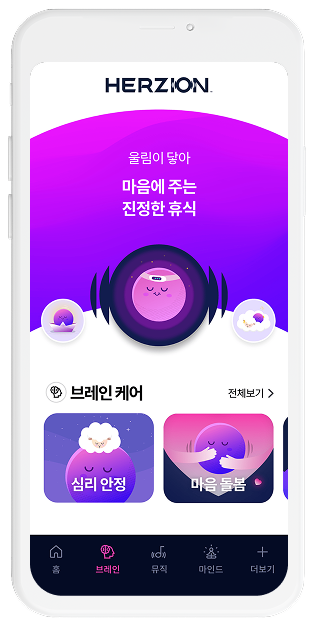 HERZION
울림이 닿아
마음에 주는
진정한 휴식
브레인 케어
전체보기
심리 안정
마음 돌봄
홈
브레인
뮤직
마인드
더보기